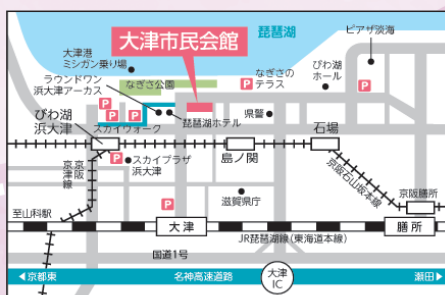 琵琶湖
ピアザ淡海
大津港
ミシガン乗り場
大津市民会館
ラウンドワン
浜大津アーカス
なぎさ公園
なぎさの
テラス
びわ湖
ホール
P
P
P
P
P
びわ湖
浜大津
スカイウォーク
琵琶湖ホテル
県警
石場
島ノ関
京阪
京津線
P
スカイプラザ
浜大津
京阪石山坂本線
滋賀県庁
京阪膳所
P
至山科駅
大津
膳所
JR琵琶湖線(東海道本線)
国道1号
◀京都東
名神高速道路
大津
IC
瀬田▶